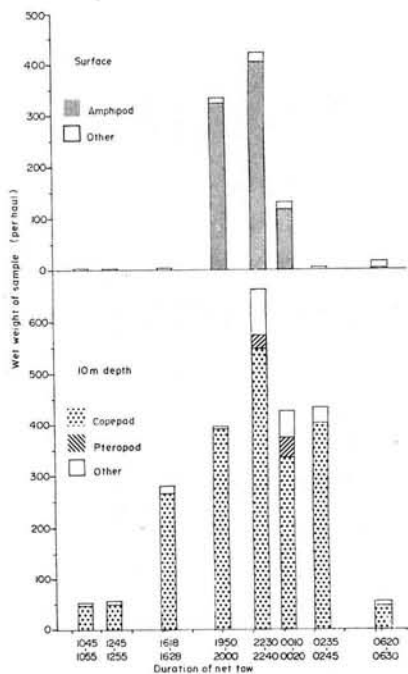 500
400
300
200
100
0
Surface
Amphipod
Other
Wet weight of sample (per haul)
600
500
400
300
200
100
0
10m depth
Copepad
Pteropod
Other
1045 1245 1618 1950 2230 0010 0235 0620
1055 1255 1628 2000 2240 0020 0245 0630
Duration of net tow